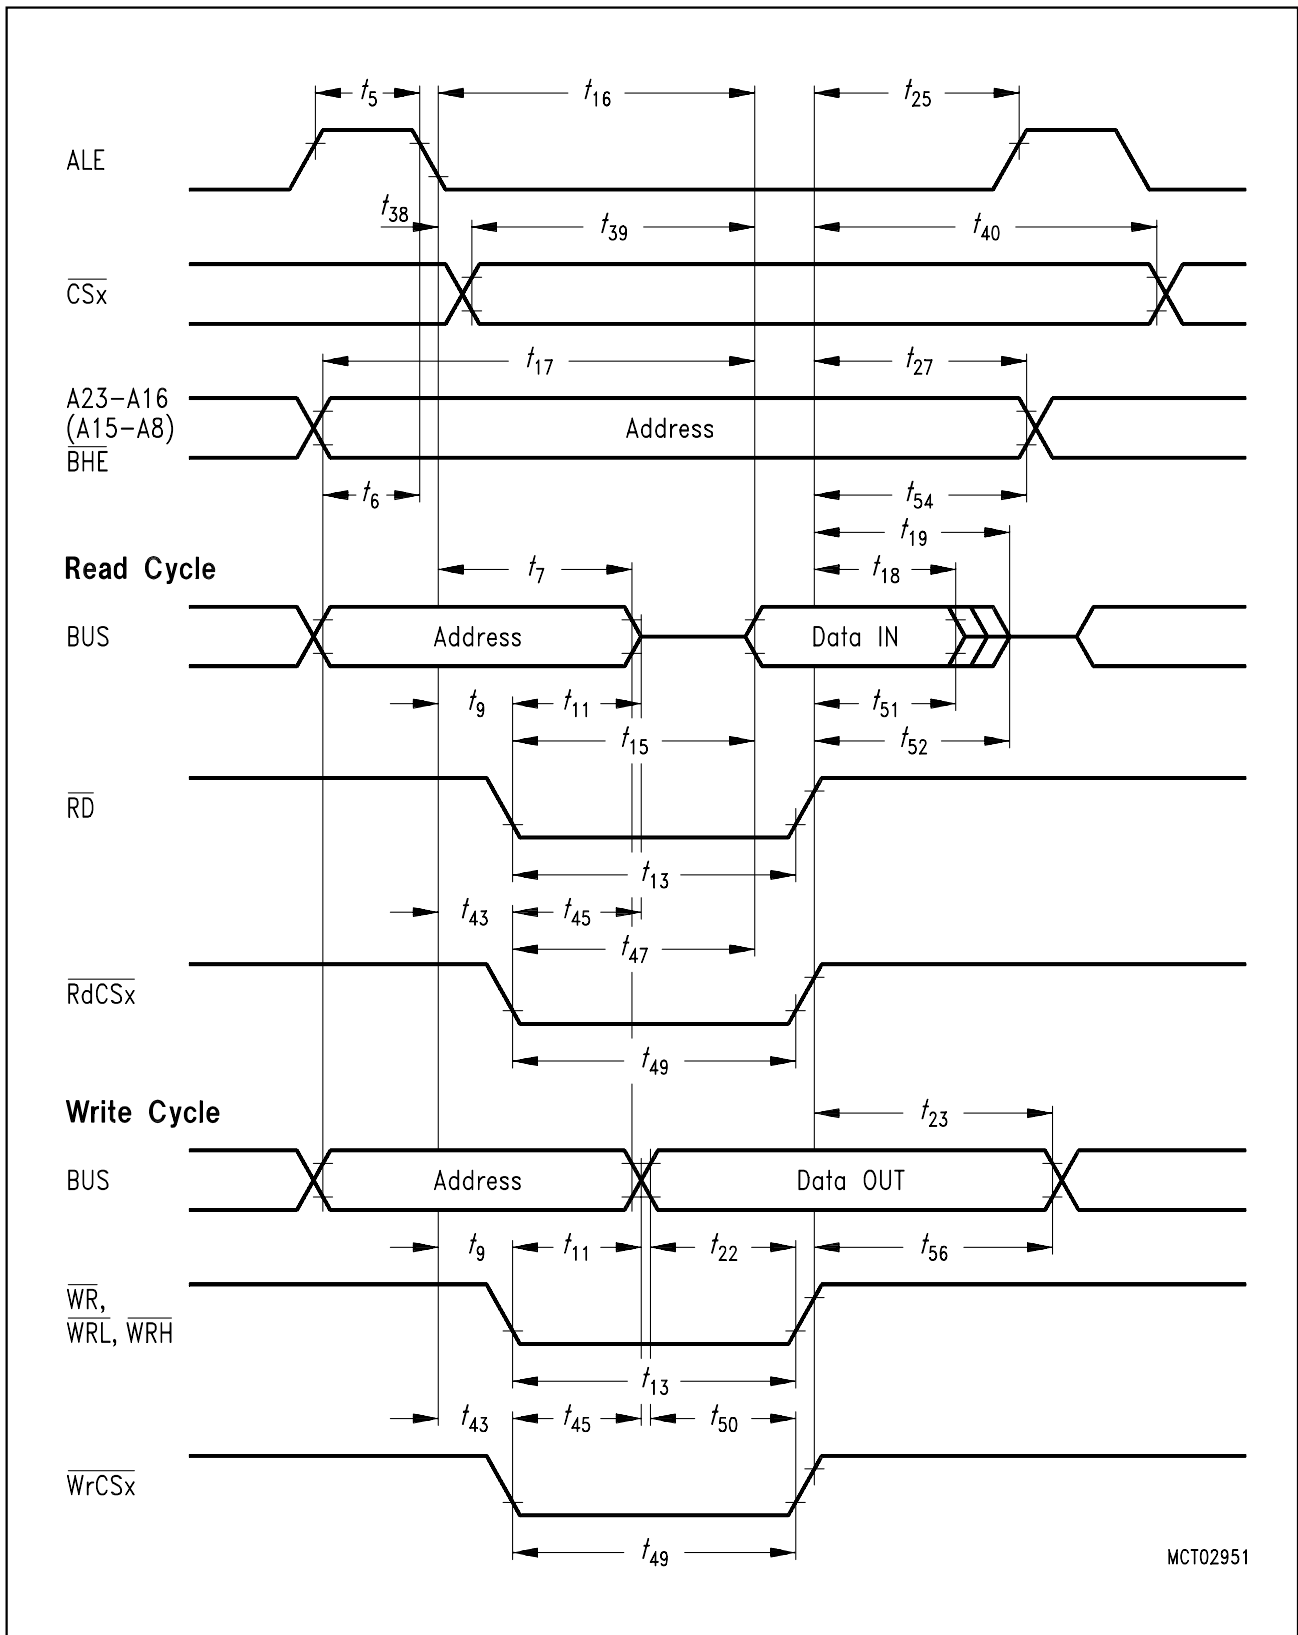 t5 t16 t25
ALE
t38 t39 t40
CSx
t17 t27
A23-A16
(A15-A8)
BHE
Address
t6 t54
t19
Read Cycle
t7 t18
BUS Address Data IN
t9 t11 t51
t15 t52
RD
t13
t43 t45
t47
RdCSx
t49
Write Cycle
t23
BUS Address Data OUT
t9 t11 t22 t56
WR,
WRL, WRH
t13
t43 t45 t50
WrCSx
t49
MCT02951